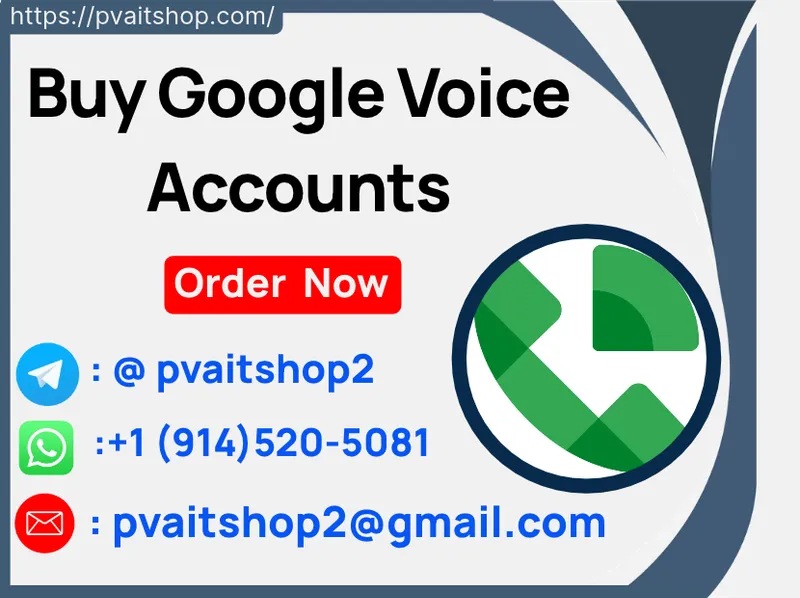 https://pvaitshop.com/
Buy Google Voice
Accounts
Order Now
: @ pvaitshop2
:+1 (914)520-5081
: pvaitshop2@gmail.com